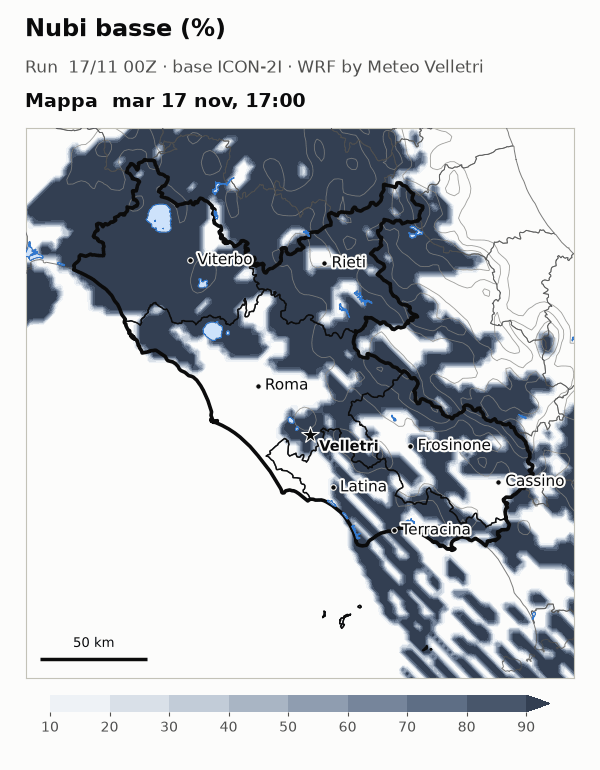 Nubi basse (%)
Run 17/11 00Z · base ICON-2I · WRF by Meteo Velletri
Mappa mar 17 nov, 17:00
Viterbo
Rieti
Roma
Velletri
Frosinone
Cassino
Latina
Terracina
50 km
10 20 30 40 50 60 70 80 90